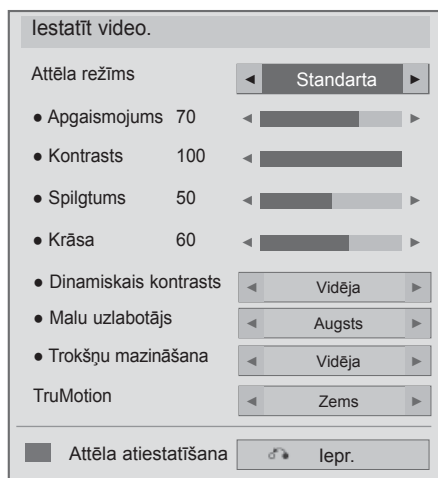 Iestatīt video.
Attēla režīms ◄ Standarta ►
● Apgaismojums 70
● Kontrasts 100
● Spilgtums 50
● Krāsa 60
● Dinamiskais kontrasts ◄ Vidēja ►
● Malu uzlabotājs ◄ Augsts ►
● Trokšņu mazināšana ◄ Vidēja ►
TruMotion ◄ Zems ►
Attēla atiestatīšana Iepr.